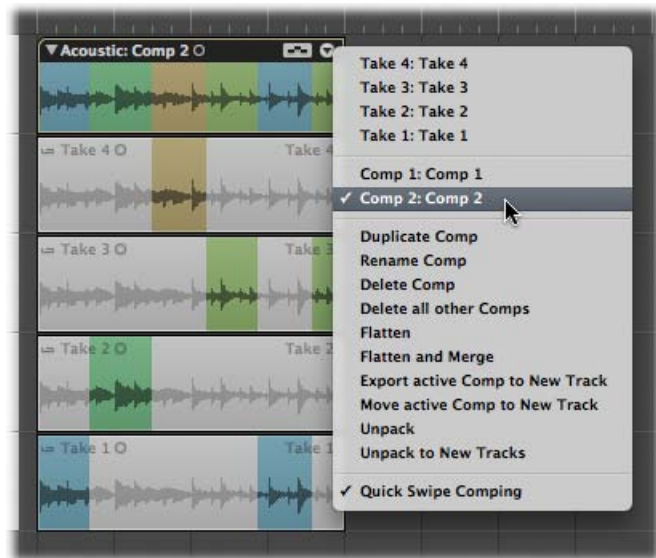 Acoustic: Comp 2
Take 4
Take 4
Take 3
Take 3
Take 2
Take 2
Take 1
Take 1
Take 4: Take 4
Take 3: Take 3
Take 2: Take 2
Take 1: Take 1
Comp 1: Comp 1
✓ Comp 2: Comp 2
Duplicate Comp
Rename Comp
Delete Comp
Delete all other Comps
Flatten
Flatten and Merge
Export active Comp to New Track
Move active Comp to New Track
Unpack
Unpack to New Tracks
✓ Quick Swipe Comping